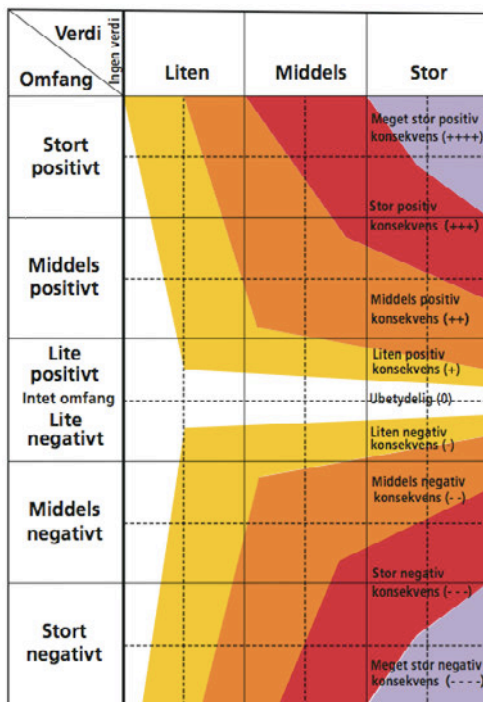 Verdi
Ingen verdi
Omfang
Liten
Middels
Stor
Stort
positivt
Meget stor positiv
konsekvens (++++)
Stor positiv
konsekvens (+++)
Middels
positivt
Middels positiv
konsekvens (++)
Lite
positivt
Liten positiv
konsekvens (+)
Intet omfang
Ubetydelig (0)
Lite
negativt
Liten negativ
konsekvens (-)
Middels
negativt
Middels negativ
konsekvens (- -)
Stor negativ
konsekvens (- - -)
Stort
negativt
Meget stor negativ
konsekvens (- - - -)